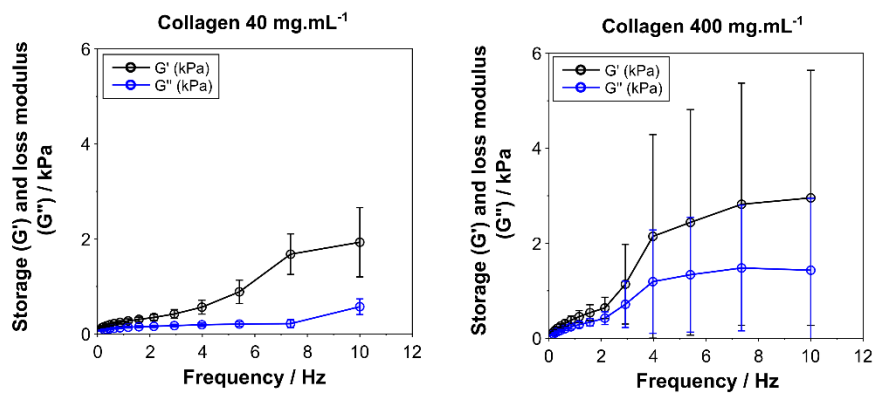 Collagen 40 mg.mL-1
Storage (G') and loss modulus
(G'') / kPa
6
4
2
0
G' (kPa)
G'' (kPa)
0 2 4 6 8 10 12
Frequency / Hz
Collagen 400 mg.mL-1
Storage (G') and loss modulus
(G'') / kPa
6
4
2
0
G' (kPa)
G'' (kPa)
0 2 4 6 8 10 12
Frequency / Hz